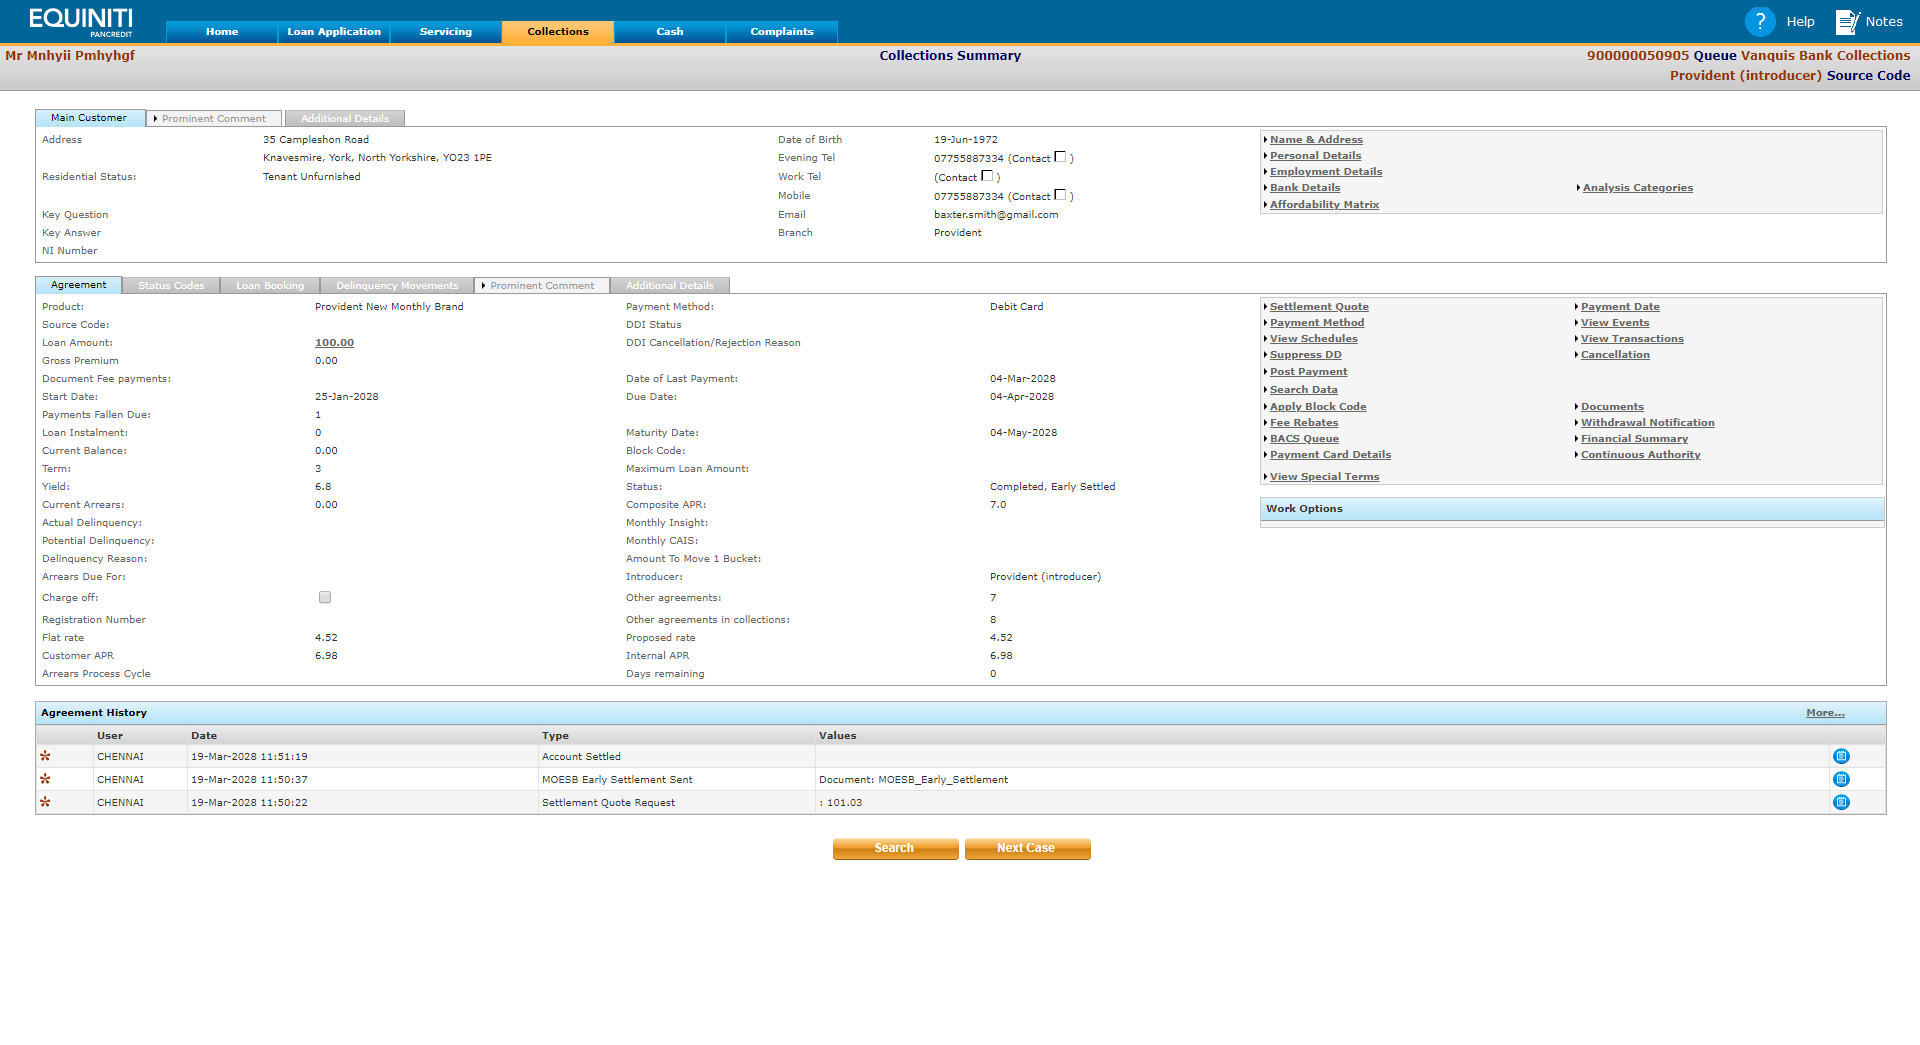 EQUINITI
PANCREDIT
Home Loan Application Servicing Collections Cash Complaints
? Help Notes
Mr Mnhyii Pmhyhgf Collections Summary 900000050905 Queue Vanquis Bank Collections
Provident (introducer) Source Code
Main Customer Prominent Comment Additional Details
Address 35 Campleshon Road Date of Birth 19-Jun-1972 Name & Address
Knavesmire, York, North Yorkshire, YO23 1PE Evening Tel 07755887334 (Contact ) Personal Details
Residential Status: Tenant Unfurnished Work Tel (Contact ) Employment Details
Mobile 07755887334 (Contact ) Bank Details Analysis Categories
Key Question Email baxter.smith@gmail.com Affordability Matrix
Key Answer Branch Provident
NI Number
Agreement Status Codes Loan Booking Delinquency Movements Prominent Comment Additional Details
Product: Provident New Monthly Brand Payment Method: Debit Card Settlement Quote Payment Date
Source Code: DDI Status Payment Method View Events
Loan Amount: 100.00 DDI Cancellation/Rejection Reason View Schedules View Transactions
Gross Premium 0.00 Suppress DD Cancellation
Document Fee payments: Date of Last Payment: 04-Mar-2028 Post Payment
Start Date: 25-Jan-2028 Due Date: 04-Apr-2028 Search Data
Payments Fallen Due: 1 Apply Block Code Documents
Loan Instalment: 0 Maturity Date: 04-May-2028 Fee Rebates Withdrawal Notification
Current Balance: 0.00 Block Code: BACS Queue Financial Summary
Term: 3 Maximum Loan Amount: Payment Card Details Continuous Authority
Yield: 6.8 Status: Completed, Early Settled View Special Terms
Current Arrears: 0.00 Composite APR: 7.0 Work Options
Actual Delinquency: Monthly Insight:
Potential Delinquency: Monthly CAIS:
Delinquency Reason: Amount To Move 1 Bucket:
Arrears Due For: Introducer: Provident (introducer)
Charge off: Other agreements: 7
Registration Number Other agreements in collections: 8
Flat rate 4.52 Proposed rate 4.52
Customer APR 6.98 Internal APR 6.98
Arrears Process Cycle Days remaining 0
Agreement History More...
User Date Type Values
CHENNAI 19-Mar-2028 11:51:19 Account Settled
CHENNAI 19-Mar-2028 11:50:37 MOESB Early Settlement Sent Document: MOESB_Early_Settlement
CHENNAI 19-Mar-2028 11:50:22 Settlement Quote Request : 101.03
Search Next Case